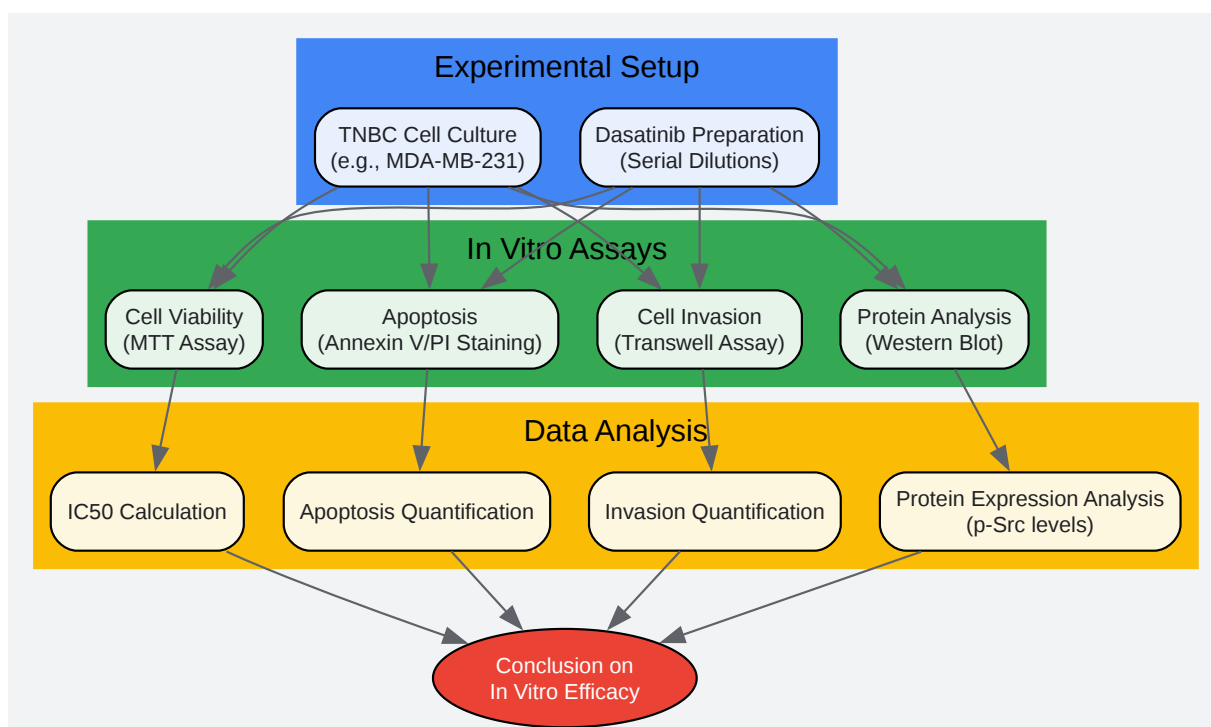 Experimental Setup
TNBC Cell Culture
(e.g., MDA-MB-231)
Dasatinib Preparation
(Serial Dilutions)
In Vitro Assays
Cell Viability
(MTT Assay)
Apoptosis
(Annexin V/PI Staining)
Cell Invasion
(Transwell Assay)
Protein Analysis
(Western Blot)
Data Analysis
IC50 Calculation
Apoptosis Quantification
Invasion Quantification
Protein Expression Analysis
(p-Src levels)
Conclusion on
In Vitro Efficacy